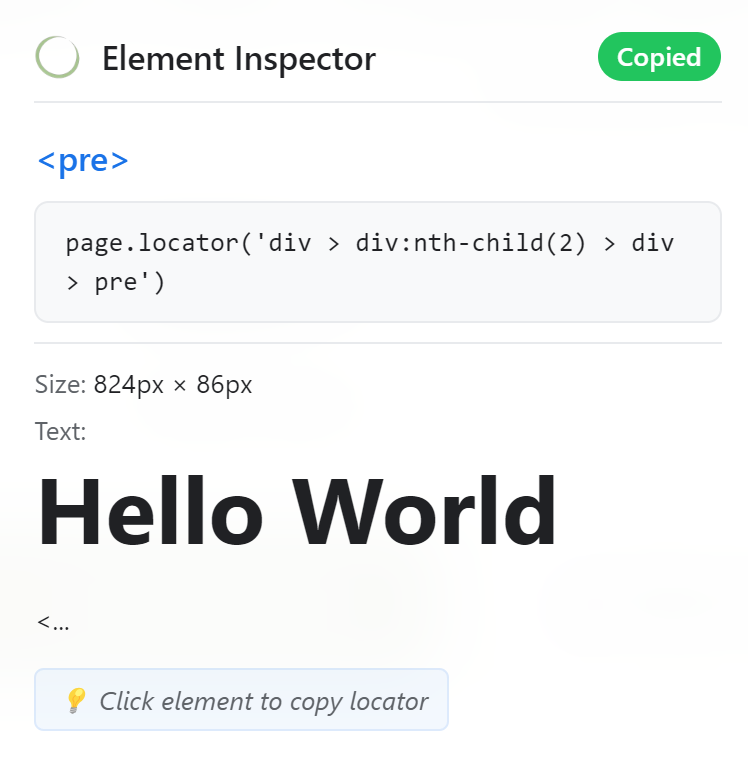 Element Inspector
Copied
<pre>
page.locator('div > div:nth-child(2) > div
> pre')
Size: 824px × 86px
Text:
Hello World
<...
Click element to copy locator